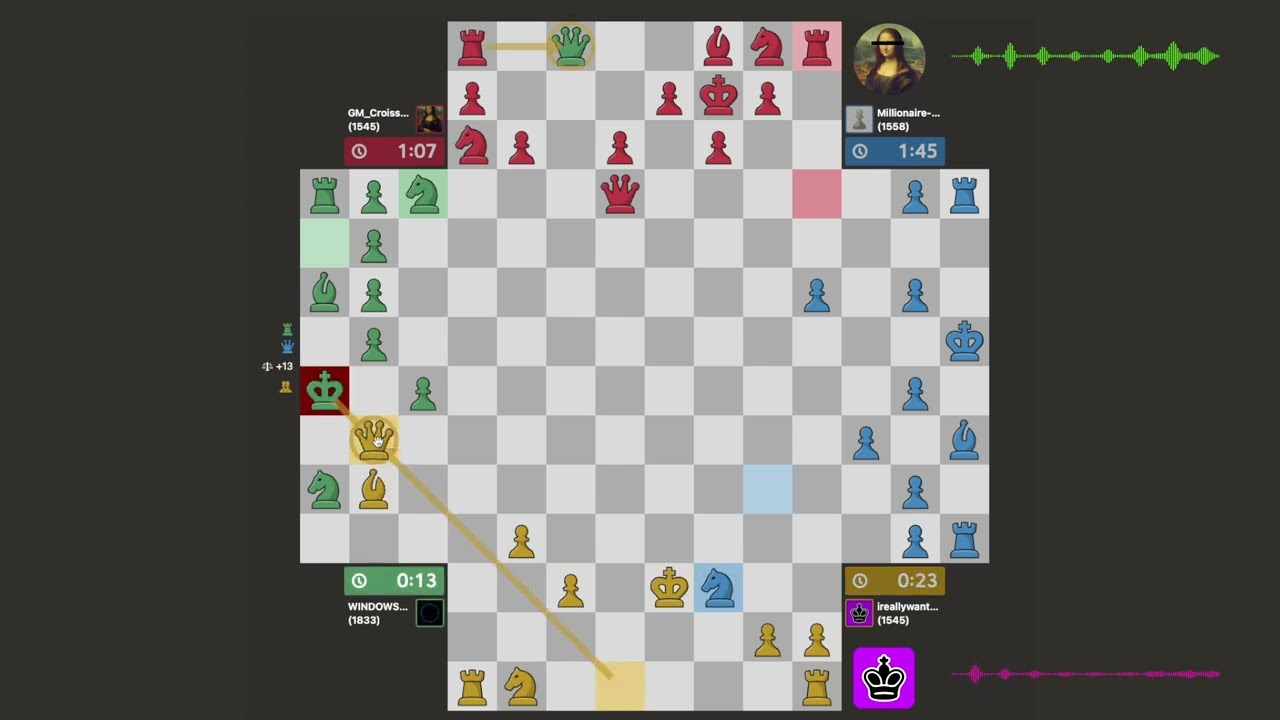 GM_Croiss...
(1545)
1:07
Millionaire-...
(1558)
1:45
+13
0:13
WINDOWS...
(1833)
0:23
ireallywant...
(1545)